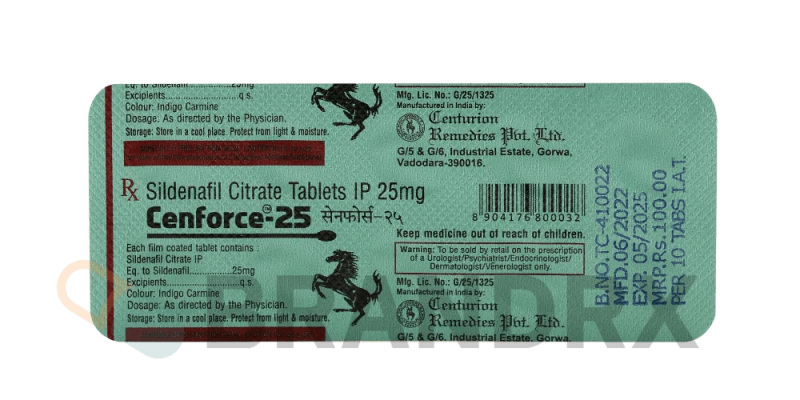 Eq. to Sildenafil.................25mg
Excipients.........................q.s.
Colour: Indigo Carmine
Dosage: As directed by the Physician.
Storage: Store in a cool place. Protect from light & moisture.
Mfg. Lic. No.: G/25/1325
Manufactured in India by:
Centurion
Remedies Pvt. Ltd.
G/5 & G/6, Industrial Estate, Gorwa,
Vadodara-390016.
Rx Sildenafil Citrate Tablets IP 25mg
Cenforce™-25 सेनफोर्स-२५
Each film coated tablet contains :
Sildenafil Citrate IP
Eq. to Sildenafil.................25mg
Excipients.........................q.s.
Colour: Indigo Carmine
Dosage: As directed by the Physician.
Storage: Store in a cool place. Protect from light & moisture.
8 904176 800032
Keep medicine out of reach of children.
Warning: To be sold by retail on the prescription
of a Urologist/Psychiatrist/Endocrinologist/
Dermatologist/Venerologist only.
Mfg. Lic. No.: G/25/1325
Manufactured in India by:
Centurion
Remedies Pvt. Ltd.
G/5 & G/6, Industrial Estate, Gorwa,
B.NO.TC-410022
MFD.06/2022
EXP. 05/2025
MRP.Rs.100.00
PER 10 TABS I.A.T.
BRANDRX